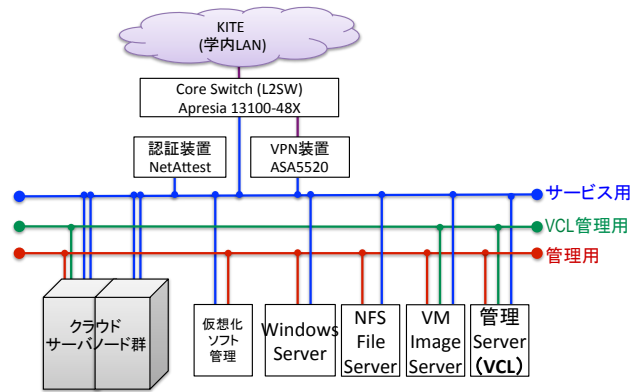 KITE
(学内LAN)
Core Switch (L2SW)
Apresia 13100-48X
認証装置
NetAttest
VPN装置
ASA5520
サービス用
VCL管理用
管理用
クラウド
サーバノード群
仮想化
ソフト
管理
Windows
Server
NFS
File
Server
VM
Image
Server
管理
Server
(VCL)